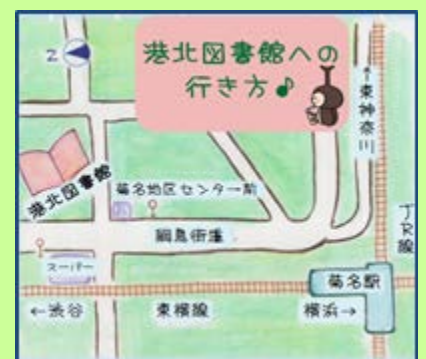 港北図書館への
行き方♪
N
↑東神奈川
港北図書館
菊名地区センター前
綱島街道
JR線
スーパー
菊名駅
←渋谷
東横線
横浜→